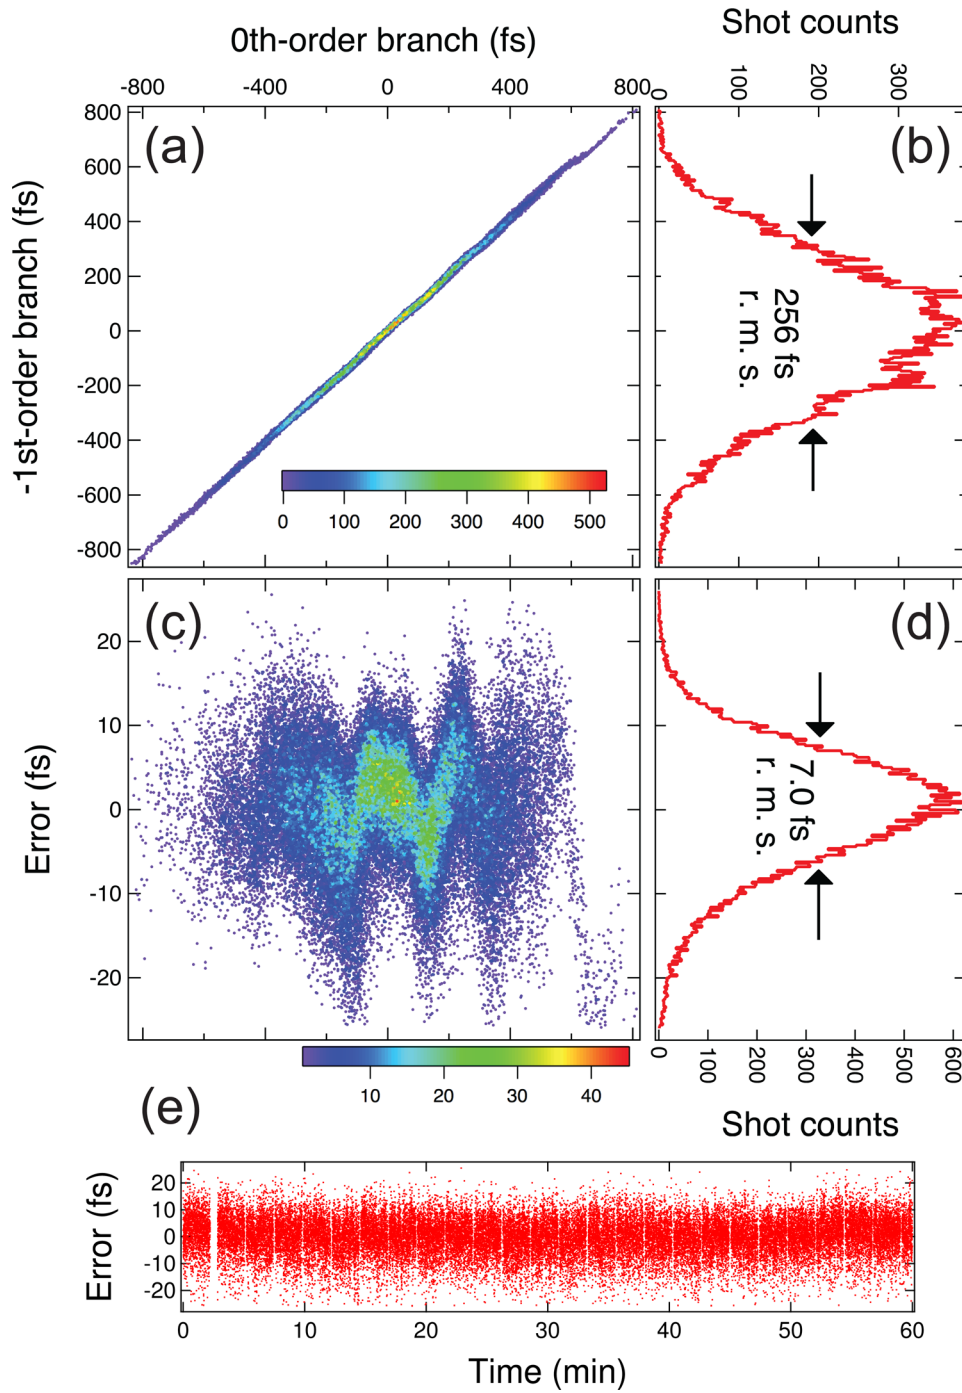 0th-order branch (fs)
Shot counts
-800 -400 0 400 800
0 100 200 300
-1st-order branch (fs)
800
600
400
200
0
-200
-400
-600
-800
(a)
(b)
256 fs
r. m. s.
0 100 200 300 400 500
Error (fs)
20
10
0
-10
-20
(c)
(d)
7.0 fs
r. m. s.
10 20 30 40
0 100 200 300 400 500 600
Shot counts
(e)
Error (fs)
20
10
0
-10
-20
0 10 20 30 40 50 60
Time (min)